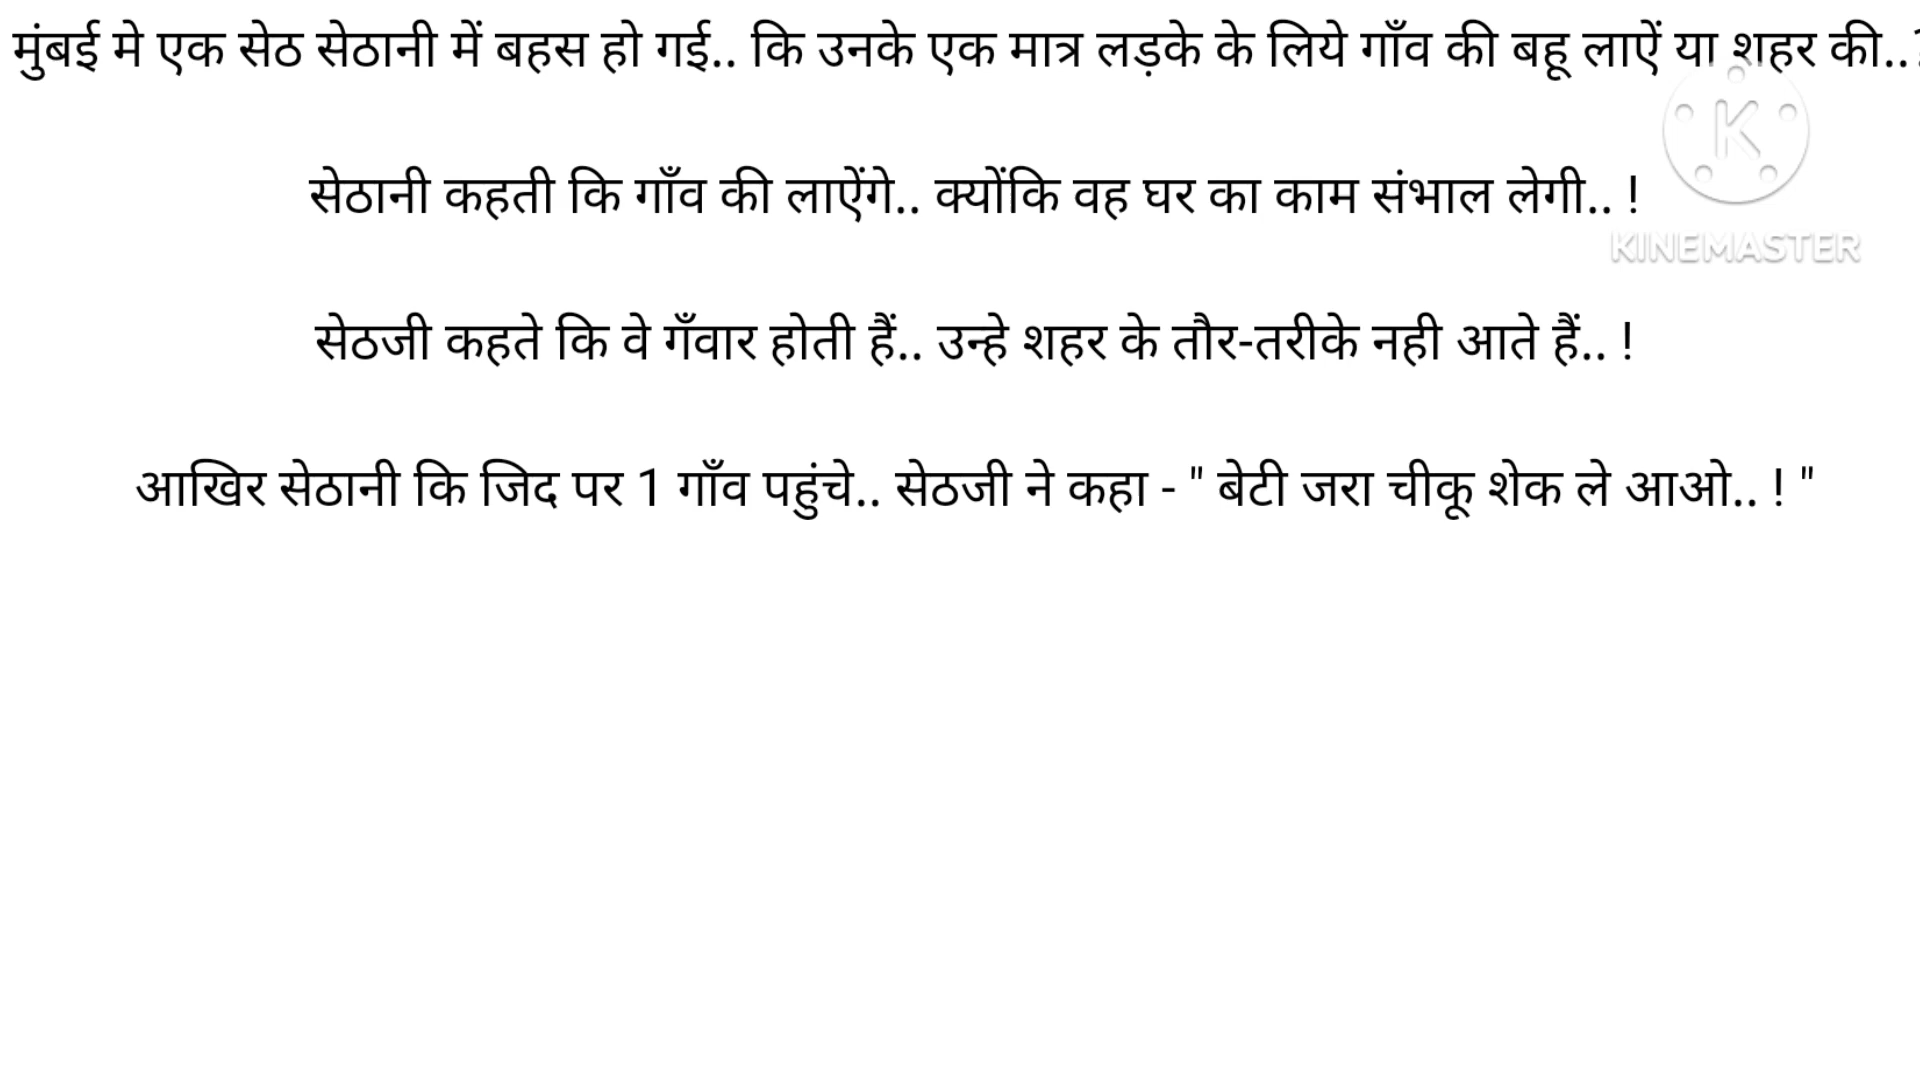 मुंबई मे एक सेठ सेठानी में बहस हो गई.. कि उनके एक मात्र लड़के के लिये गाँव की बहू लाऐं या शहर की..?
सेठानी कहती कि गाँव की लाऐंगे.. क्योंकि वह घर का काम संभाल लेगी.. !
K
KINEMASTER
सेठजी कहते कि वे गँवार होती हैं.. उन्हे शहर के तौर-तरीके नही आते हैं.. !
आखिर सेठानी कि जिद पर 1 गाँव पहुंचे.. सेठजी ने कहा - " बेटी जरा चीकू शेक ले आओ.. ! "